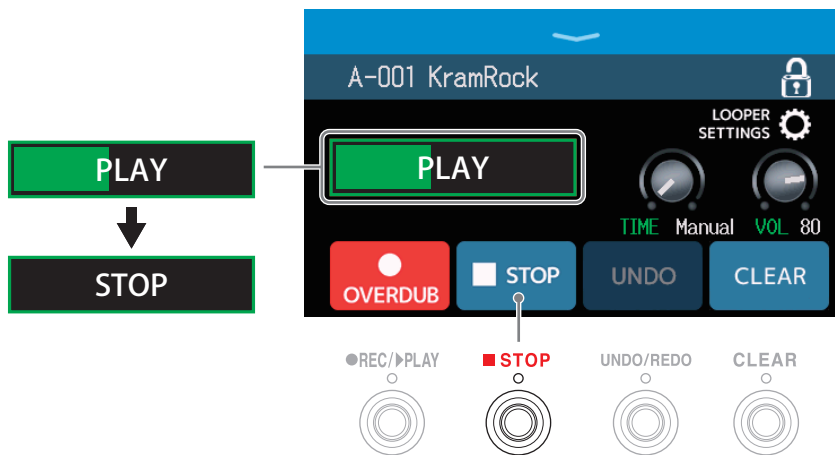 A-001 KramRock
LOOPER
SETTINGS
PLAY
PLAY
TIME Manual VOL 80
STOP
OVERDUB
STOP
UNDO
CLEAR
●REC/▶PLAY
■STOP
UNDO/REDO
CLEAR